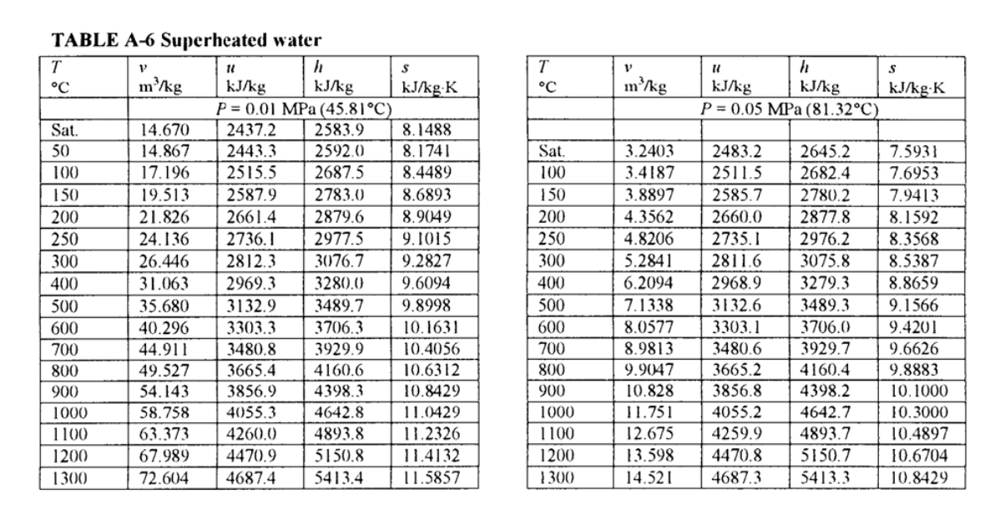 TABLE A-6 Superheated water
T v u h s
°C m³/kg kJ/kg kJ/kg kJ/kg·K
P = 0.01 MPa (45.81°C)
Sat. 14.670 2437.2 2583.9 8.1488
50 14.867 2443.3 2592.0 8.1741
100 17.196 2515.5 2687.5 8.4489
150 19.513 2587.9 2783.0 8.6893
200 21.826 2661.4 2879.6 8.9049
250 24.136 2736.1 2977.5 9.1015
300 26.446 2812.3 3076.7 9.2827
400 31.063 2969.3 3280.0 9.6094
500 35.680 3132.9 3489.7 9.8998
600 40.296 3303.3 3706.3 10.1631
700 44.911 3480.8 3929.9 10.4056
800 49.527 3665.4 4160.6 10.6312
900 54.143 3856.9 4398.3 10.8429
1000 58.758 4055.3 4642.8 11.0429
1100 63.373 4260.0 4893.8 11.2326
1200 67.989 4470.9 5150.8 11.4132
1300 72.604 4687.4 5413.4 11.5857
T v u h s
°C m³/kg kJ/kg kJ/kg kJ/kg·K
P = 0.05 MPa (81.32°C)
Sat. 3.2403 2483.2 2645.2 7.5931
100 3.4187 2511.5 2682.4 7.6953
150 3.8897 2585.7 2780.2 7.9413
200 4.3562 2660.0 2877.8 8.1592
250 4.8206 2735.1 2976.2 8.3568
300 5.2841 2811.6 3075.8 8.5387
400 6.2094 2968.9 3279.3 8.8659
500 7.1338 3132.6 3489.3 9.1566
600 8.0577 3303.1 3706.0 9.4201
700 8.9813 3480.6 3929.7 9.6626
800 9.9047 3665.2 4160.4 9.8883
900 10.828 3856.8 4398.2 10.1000
1000 11.751 4055.2 4642.7 10.3000
1100 12.675 4259.9 4893.7 10.4897
1200 13.598 4470.8 5150.7 10.6704
1300 14.521 4687.3 5413.3 10.8429